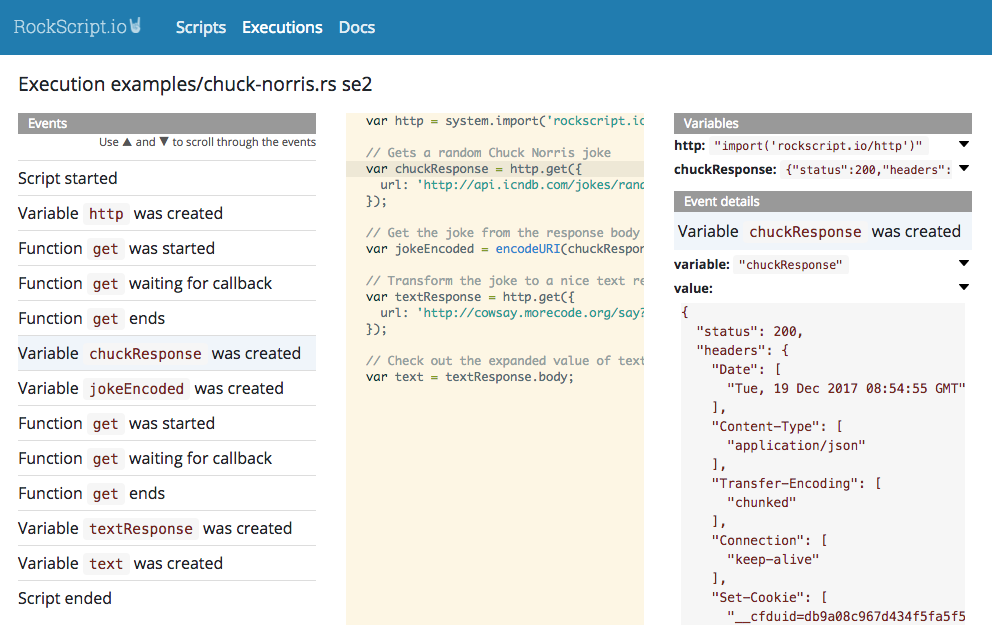 RockScript.io
Scripts Executions Docs
Execution examples/chuck-norris.rs se2
Events
Use ▲ and ▼ to scroll through the events
Script started
Variable http was created
Function get was started
Function get waiting for callback
Function get ends
Variable chuckResponse was created
Variable jokeEncoded was created
Function get was started
Function get waiting for callback
Function get ends
Variable textResponse was created
Variable text was created
Script ended
var http = system.import('rockscript.io
// Gets a random Chuck Norris joke
var chuckResponse = http.get({
url: 'http://api.icndb.com/jokes/rand
});
// Get the joke from the response body
var jokeEncoded = encodeURI(chuckRespon
// Transform the joke to a nice text re
var textResponse = http.get({
url: 'http://cowsay.morecode.org/say?
});
// Check out the expanded value of text
var text = textResponse.body;
Variables
http: "import('rockscript.io/http')"
chuckResponse: {"status":200,"headers":
Event details
Variable chuckResponse was created
variable: "chuckResponse"
value:
{
"status": 200,
"headers": {
"Date": [
"Tue, 19 Dec 2017 08:54:55 GMT"
],
"Content-Type": [
"application/json"
],
"Transfer-Encoding": [
"chunked"
],
"Connection": [
"keep-alive"
],
"Set-Cookie": [
"__cfduid=db9a08c967d434f5fa5f5